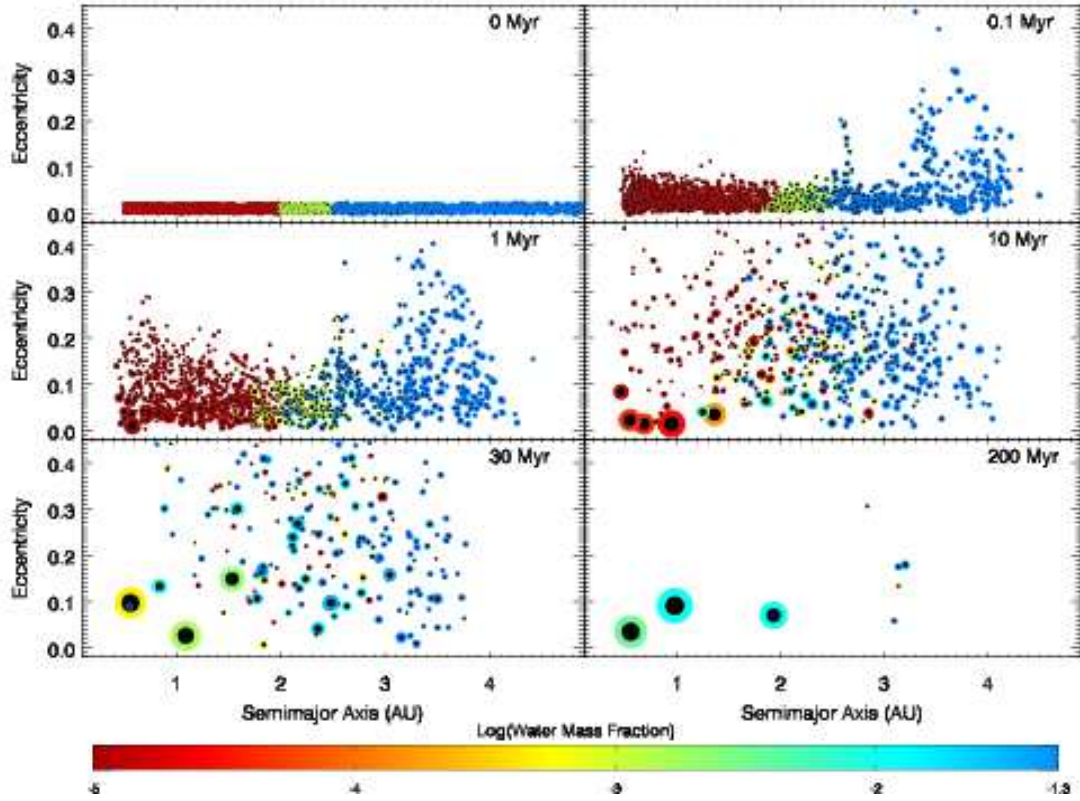 0 Myr
0.1 Myr
0.4
0.3
0.2
0.1
0.0
Eccentricity
1 Myr
10 Myr
0.4
0.3
0.2
0.1
0.0
Eccentricity
30 Myr
200 Myr
0.4
0.3
0.2
0.1
0.0
Eccentricity
1 2 3 4
1 2 3 4
Semimajor Axis (AU)
Semimajor Axis (AU)
Log(Water Mass Fraction)
-5 -4 -3 -2 -1.3